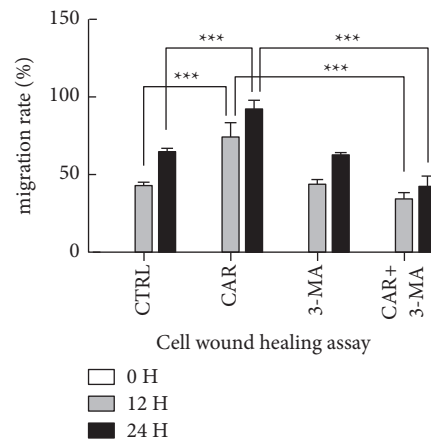 150
100
50
0
migration rate (%)
***
***
***
***
CTRL
CAR
3-MA
CAR+
3-MA
Cell wound healing assay
0 H
12 H
24 H